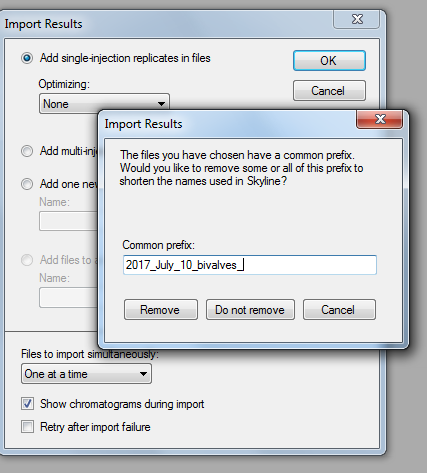 Import Results
Add single-injection replicates in files
OK
Optimizing:
None
Cancel
Import Results
Add multi-inj
The files you have chosen have a common prefix.
Would you like to remove some or all of this prefix to
shorten the names used in Skyline?
Add one new
Name:
Common prefix:
2017_July_10_bivalves_
Add files to a
Name:
Remove
Do not remove
Cancel
Files to import simultaneously:
One at a time
Show chromatograms during import
Retry after import failure